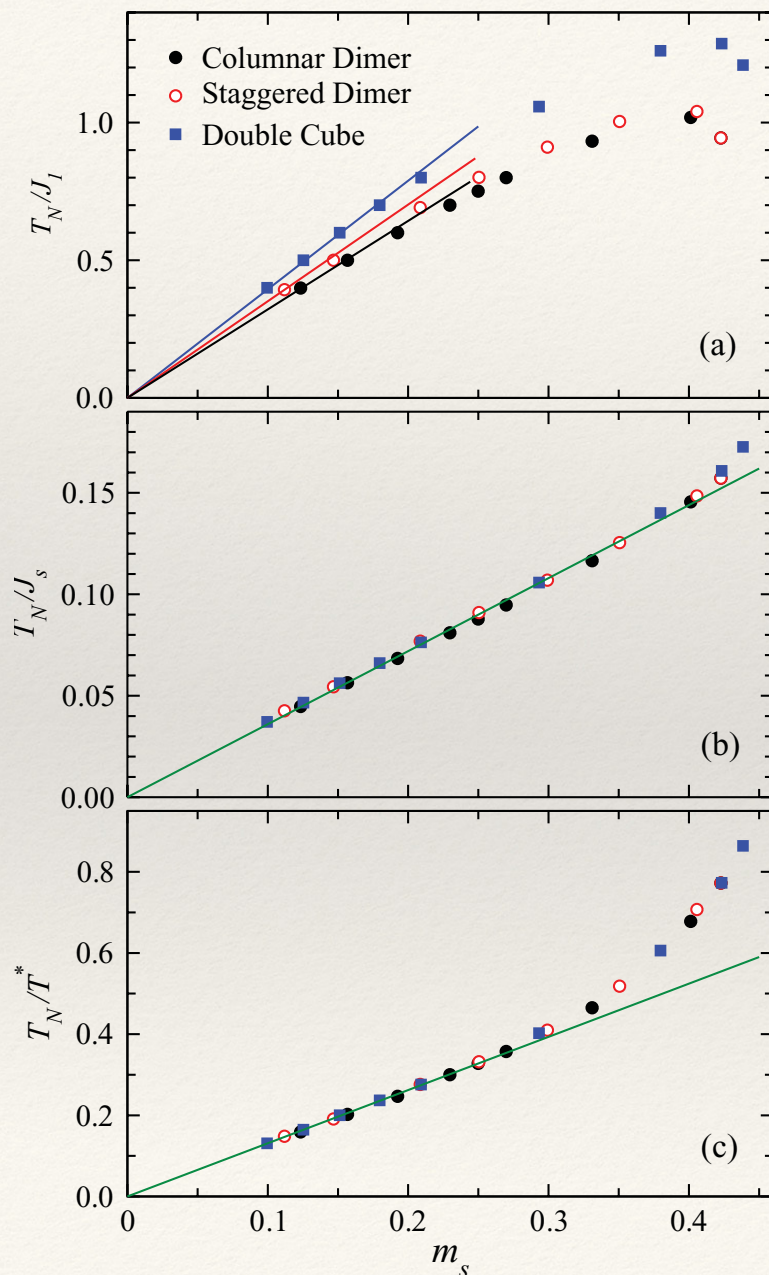 Columnar Dimer
Staggered Dimer
Double Cube
1.0
0.5
0.0
T_N/J_1
(a)
0.15
0.10
0.05
0.00
T_N/J_s
(b)
0.8
0.6
0.4
0.2
0.0
T_N/T^*
(c)
0 0.1 0.2 0.3 0.4
m_s